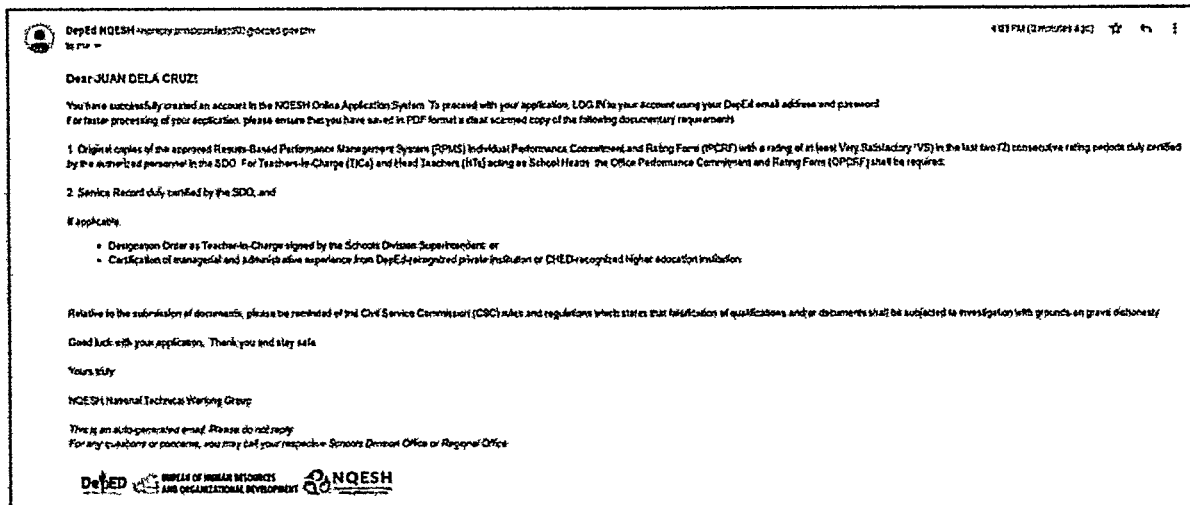 DepEd NQESH
to me
4:03 PM (2 minutes ago)
Dear JUAN DELA CRUZ!
You have successfully created an account in the NQESH Online Application System. To proceed with your application, LOG IN to your account using your DepEd email address and password.
For faster processing of your application, please ensure that you have saved in PDF format a clear scanned copy of the following documentary requirements
1. Original copies of the approved Results-Based Performance Management System (RPMS) Individual Performance Commitment and Rating Form (IPCRF) with a rating of at least Very Satisfactory (VS) in the last two (2) consecutive rating periods duly certified
by the authorized personnel in the SDO. For Teachers-In-Charge (TICs) and Head Teachers (HTs) acting as School Heads, the Office Performance Commitment and Rating Form (OPCRF) shall be required;
2. Service Record duly certified by the SDO; and
If applicable,
• Designation Order as Teacher-In-Charge signed by the Schools Division Superintendent; or
• Certification of managerial and administrative experience from DepEd-recognized private institution or CHED-recognized higher education institution.
Relative to the submission of documents, please be reminded of the Civil Service Commission (CSC) rules and regulations which states that falsification of qualifications and/or documents shall be subjected to investigation with grounds on grave dishonesty.
Good luck with your application. Thank you and stay safe.
Yours truly,
NQESH National Technical Working Group
This is an auto-generated email. Please do not reply.
For any questions or concerns, you may call your respective Schools Division Office or Regional Office
DepED BUREAU OF HUMAN RESOURCES NQESH
AND ORGANIZATIONAL DEVELOPMENT